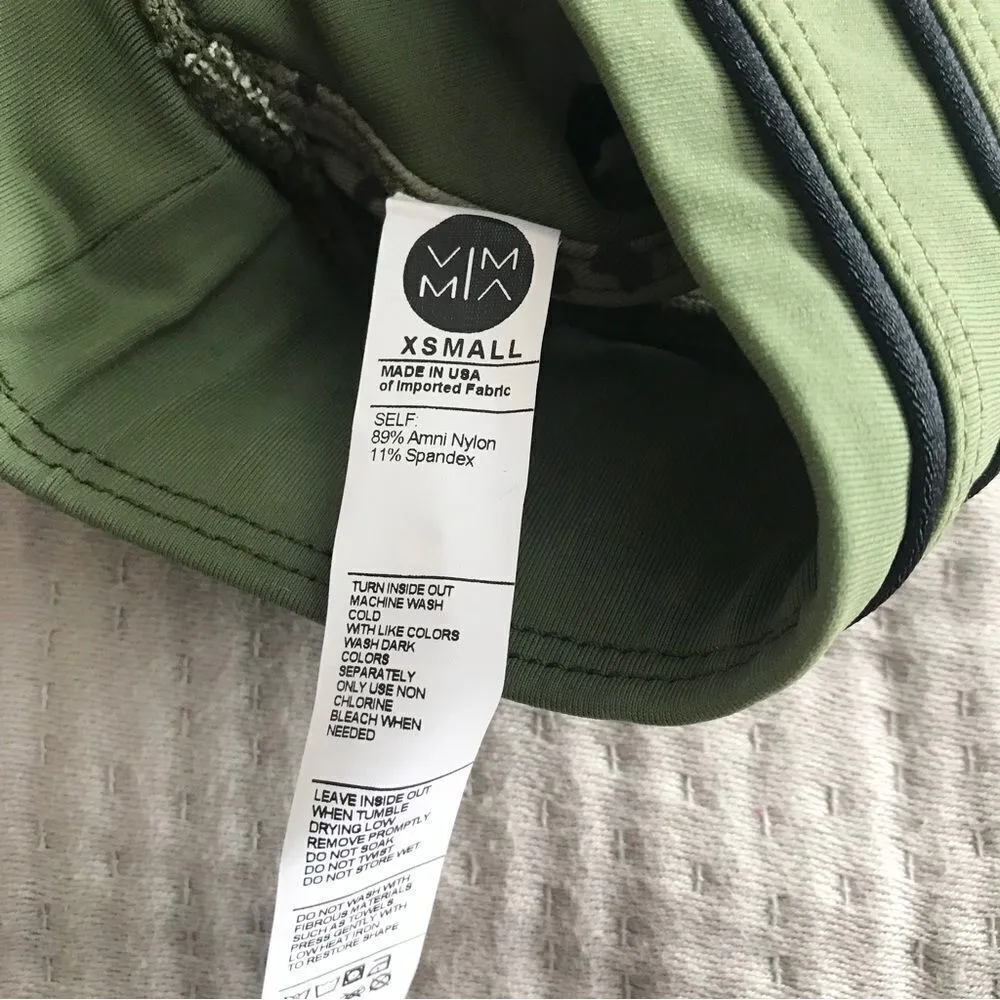 VIM
MIA
XSMALL
MADE IN USA
of Imported Fabric
SELF:
89% Amni Nylon
11% Spandex
TURN INSIDE OUT
MACHINE WASH
COLD
WITH LIKE COLORS
WASH DARK
COLORS
SEPARATELY
ONLY USE NON
CHLORINE
BLEACH WHEN
NEEDED
LEAVE INSIDE OUT
WHEN TUMBLE
DRYING LOW
REMOVE PROMPTLY
DO NOT SOAK
DO NOT TWIST
DO NOT STORE WET
DO NOT WASH WITH
FIBROUS MATERIALS
SUCH AS TOWELS
PRESS GENTLY WITH
LOW HEAT IRON
TO RESTORE SHAPE